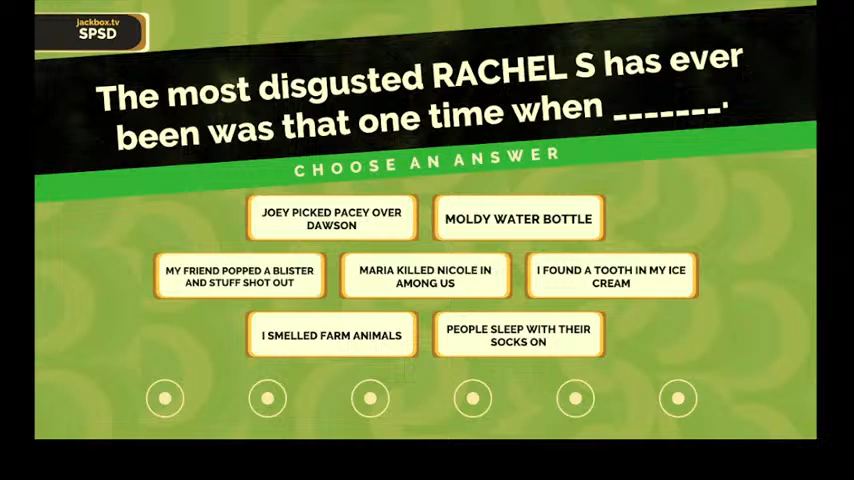 jackbox.tv
SPSD
The most disgusted RACHEL S has ever
been was that one time when _______.
CHOOSE AN ANSWER
JOEY PICKED PACEY OVER
DAWSON
MOLDY WATER BOTTLE
MY FRIEND POPPED A BLISTER
AND STUFF SHOT OUT
MARIA KILLED NICOLE IN
AMONG US
I FOUND A TOOTH IN MY ICE
CREAM
I SMELLED FARM ANIMALS
PEOPLE SLEEP WITH THEIR
SOCKS ON